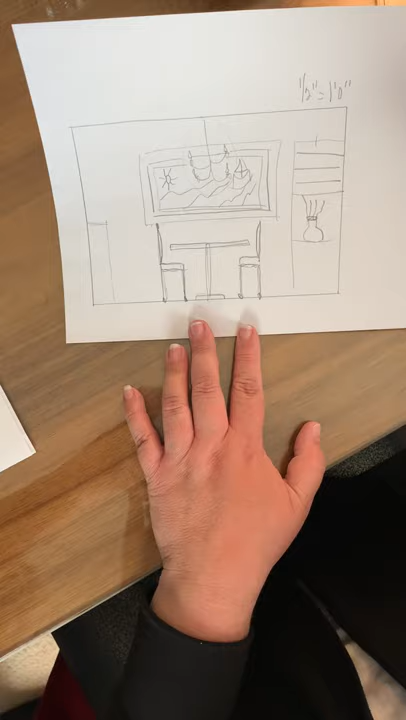 1/2" = 1'0"